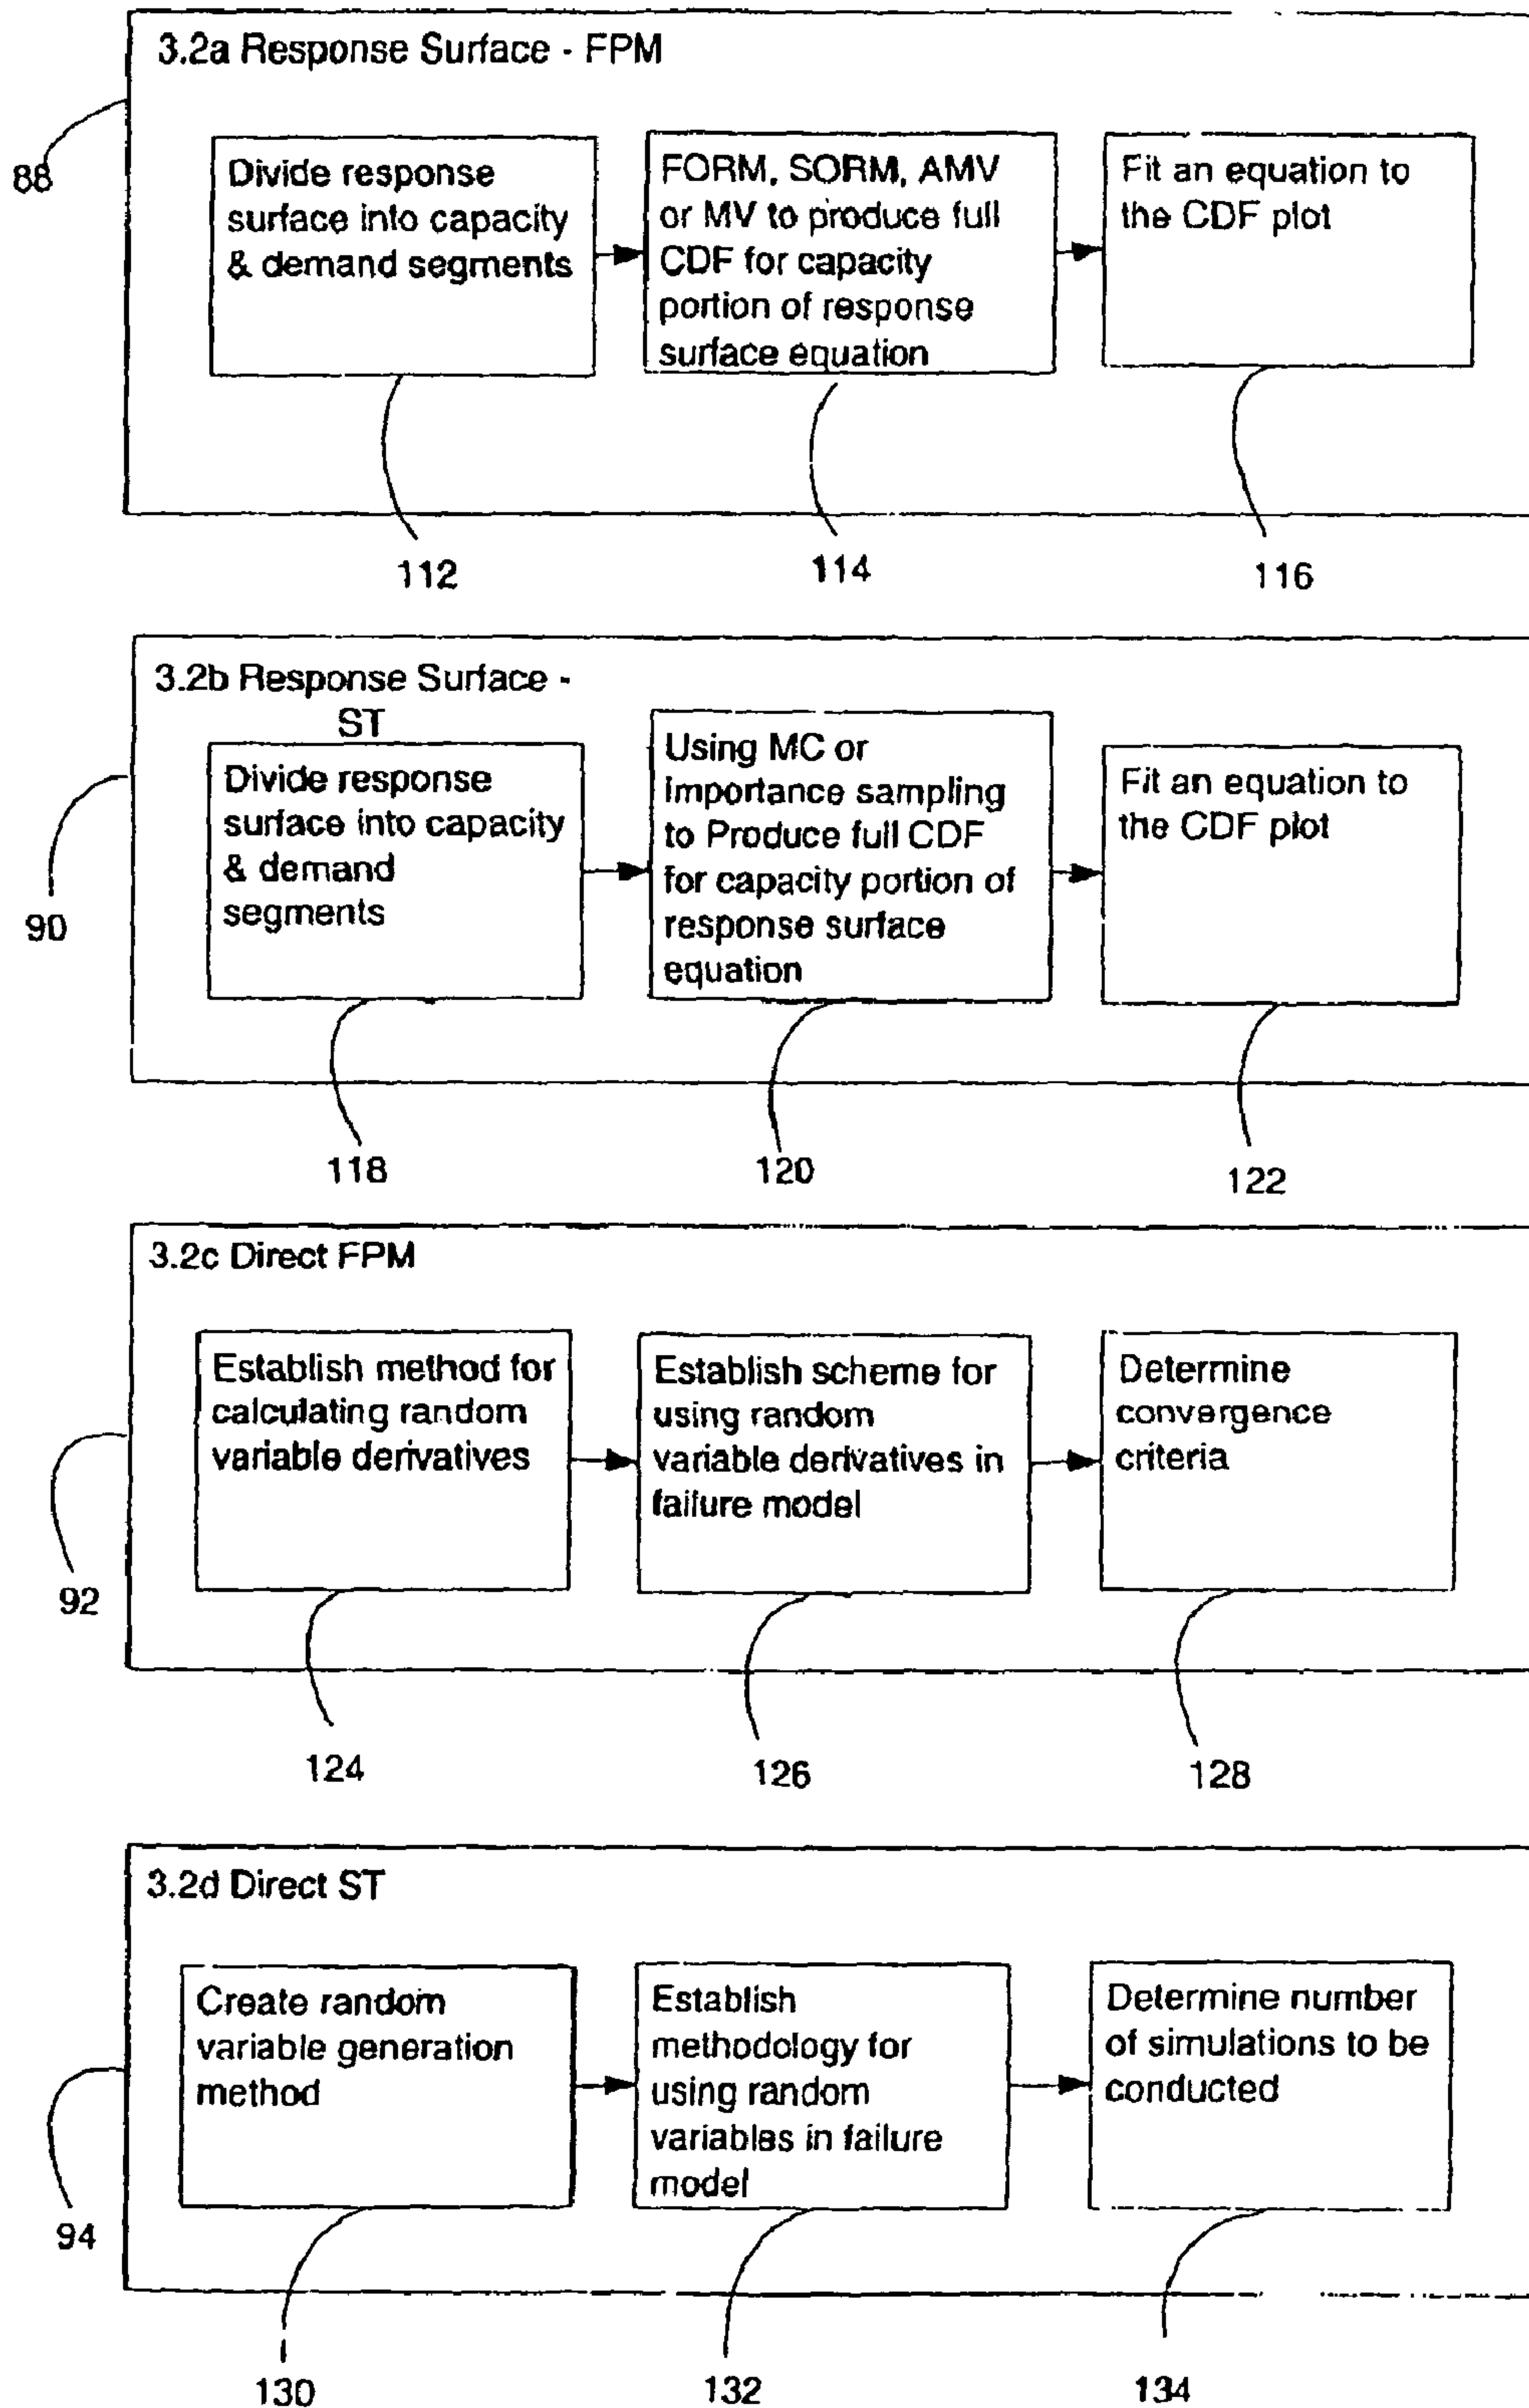 3.2a Response Surface - FPM
88
Divide response
surface into capacity
& demand segments
FORM, SORM, AMV
or MV to produce full
CDF for capacity
portion of response
surface equation
Fit an equation to
the CDF plot
112
114
116
3.2b Response Surface -
ST
90
Divide response
surface into capacity
& demand
segments
Using MC or
importance sampling
to Produce full CDF
for capacity portion of
response surface
equation
Fit an equation to
the CDF plot
118
120
122
3.2c Direct FPM
92
Establish method for
calculating random
variable derivatives
Establish scheme for
using random
variable derivatives in
failure model
Determine
convergence
criteria
124
126
128
3.2d Direct ST
94
Create random
variable generation
method
Establish
methodology for
using random
variables in failure
model
Determine number
of simulations to be
conducted
130
132
134